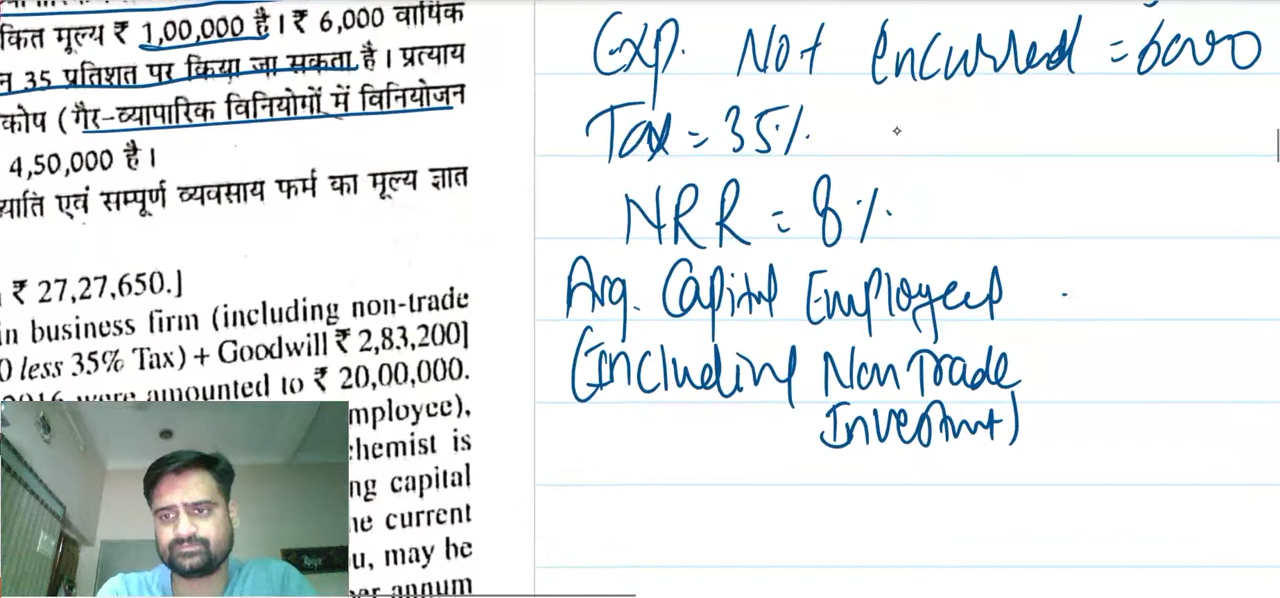 कित मूल्य ₹ 1,00,000 है। ₹ 6,000 वार्षिक
न 35 प्रतिशत पर किया जा सकता है। प्रत्याय
कोष (गैर-व्यापारिक विनियोगों में विनियोजन
4,50,000 है।
ख्याति एवं सम्पूर्ण व्यवसाय फर्म का मूल्य ज्ञात
₹ 27,27,650.]
in business firm (including non-trade
0 less 35% Tax) + Goodwill ₹ 2,83,200]
2016 were amounted to ₹ 20,00,000.
mployee),
chemist is
ng capital
he current
u, may be
per annum
Exp. Not encurred = 6000
Tax = 35%.
NRR = 8%.
Avg. Capital Employed
(Including Non Trade
Investment)